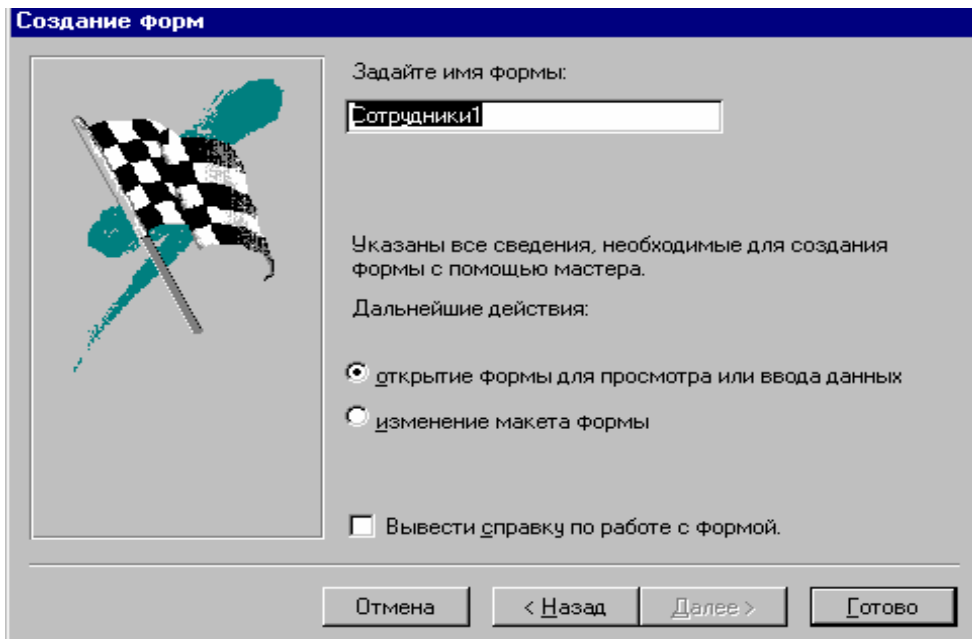 Создание форм
Задайте имя формы:
Сотрудники1
Указаны все сведения, необходимые для создания
формы с помощью мастера.
Дальнейшие действия:
открытие формы для просмотра или ввода данных
изменение макета формы
Вывести справку по работе с формой.
Отмена
< Назад
Далее >
Готово